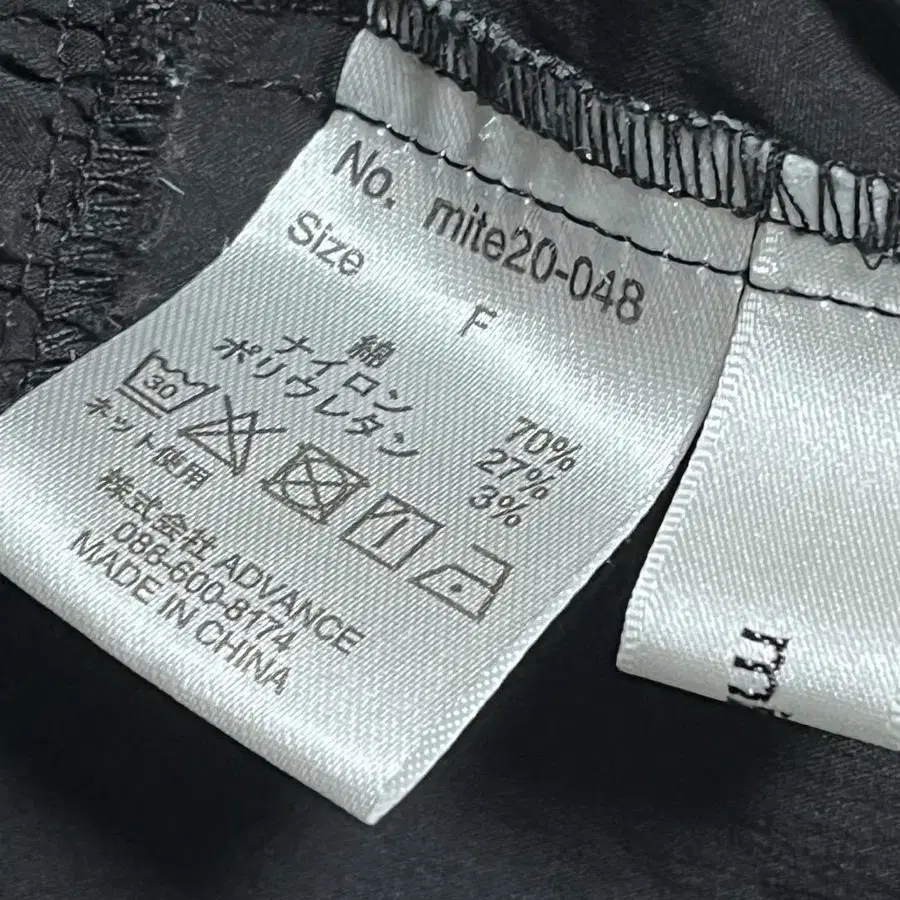 No. mite20-048
Size F
綿 70%
ナイロン 27%
ポリウレタン 3%
30
ネット使用
株式会社 ADVANCE
086-600-8174
MADE IN CHINA